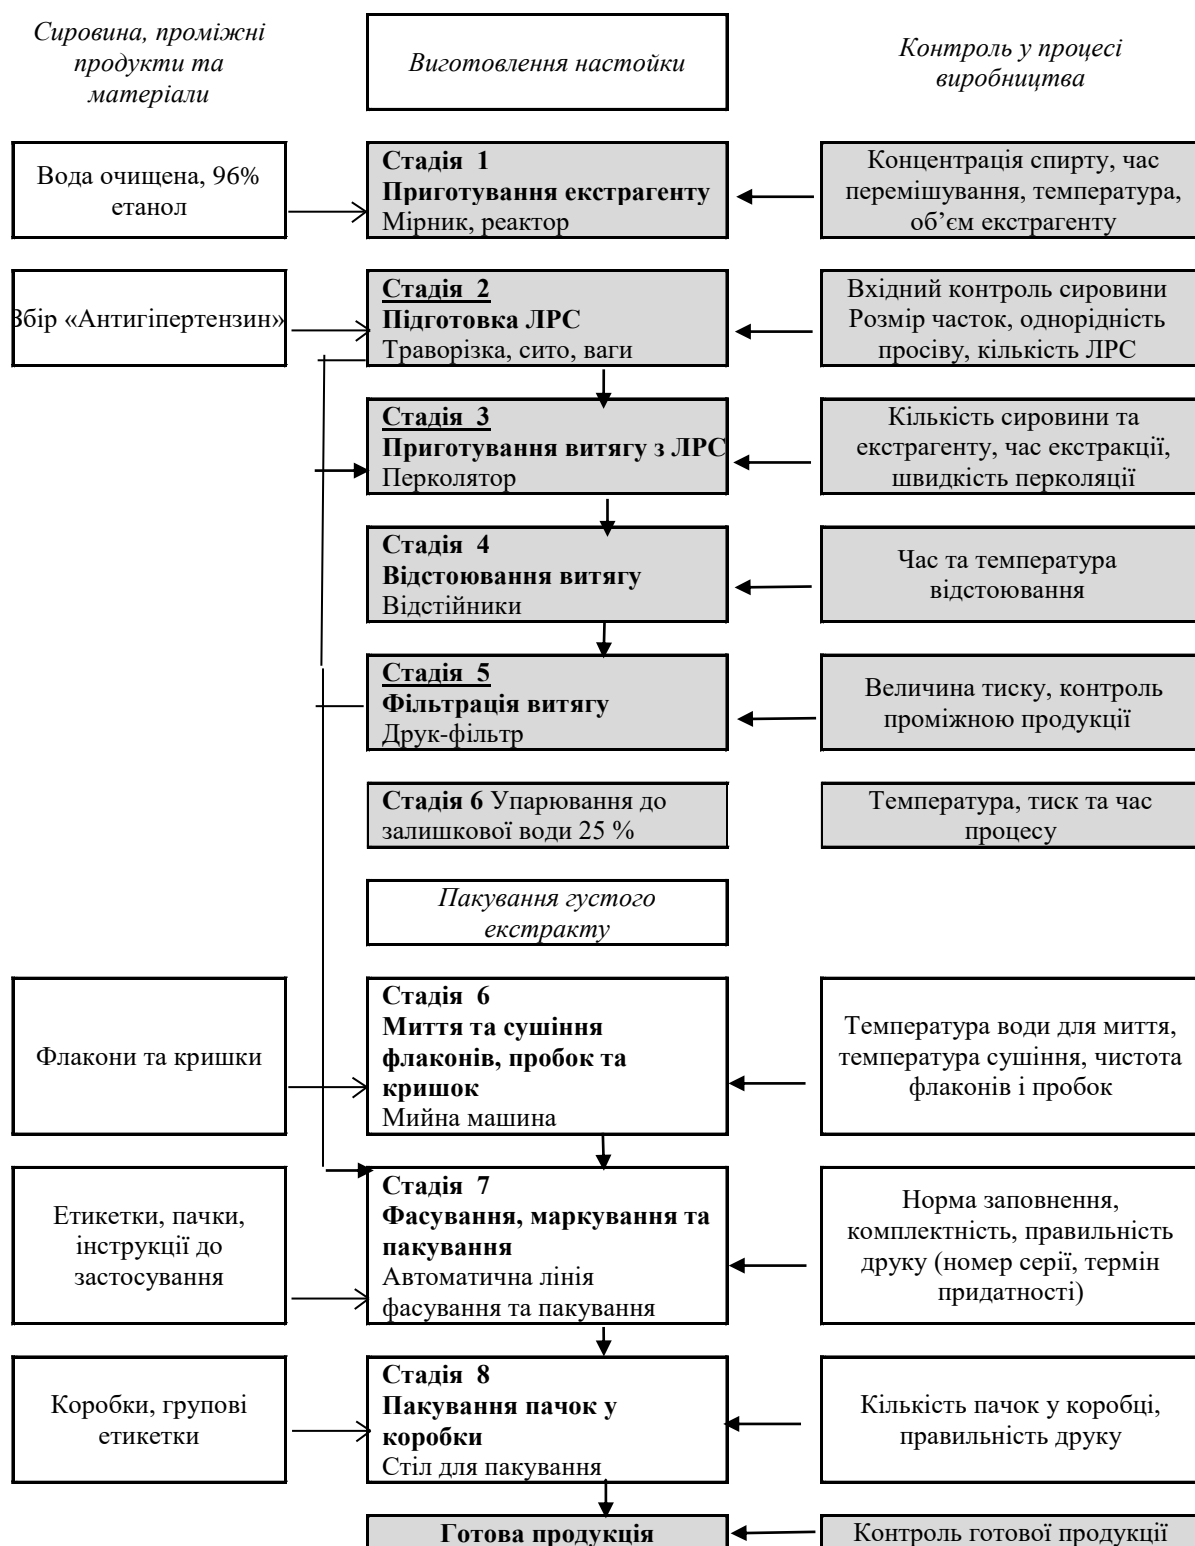 Сировина, проміжні
продукти та
матеріали
Виготовлення настойки
Контроль у процесі
виробництва
Вода очищена, 96%
етанол
Стадія 1
Приготування екстрагенту
Мірник, реактор
Концентрація спирту, час
перемішування, температура,
об’єм екстрагенту
Збір «Антигіпертензин»
Стадія 2
Підготовка ЛРС
Траворізка, сито, ваги
Вхідний контроль сировини
Розмір часток, однорідність
просіву, кількість ЛРС
Стадія 3
Приготування витягу з ЛРС
Перколятор
Кількість сировини та
екстрагенту, час екстракції,
швидкість перколяції
Стадія 4
Відстоювання витягу
Відстійники
Час та температура
відстоювання
Стадія 5
Фільтрація витягу
Друк-фільтр
Величина тиску, контроль
проміжною продукції
Стадія 6 Упарювання до
залишкової води 25 %
Температура, тиск та час
процесу
Пакування густого
екстракту
Флакони та кришки
Стадія 6
Миття та сушіння
флаконів, пробок та
кришок
Мийна машина
Температура води для миття,
температура сушіння, чистота
флаконів і пробок
Етикетки, пачки,
інструкції до
застосування
Стадія 7
Фасування, маркування та
пакування
Автоматична лінія
фасування та пакування
Норма заповнення,
комплектність, правильність
друку (номер серії, термін
придатності)
Коробки, групові
етикетки
Стадія 8
Пакування пачок у
коробки
Стіл для пакування
Кількість пачок у коробці,
правильність друку
Готова продукція
Контроль готової продукції